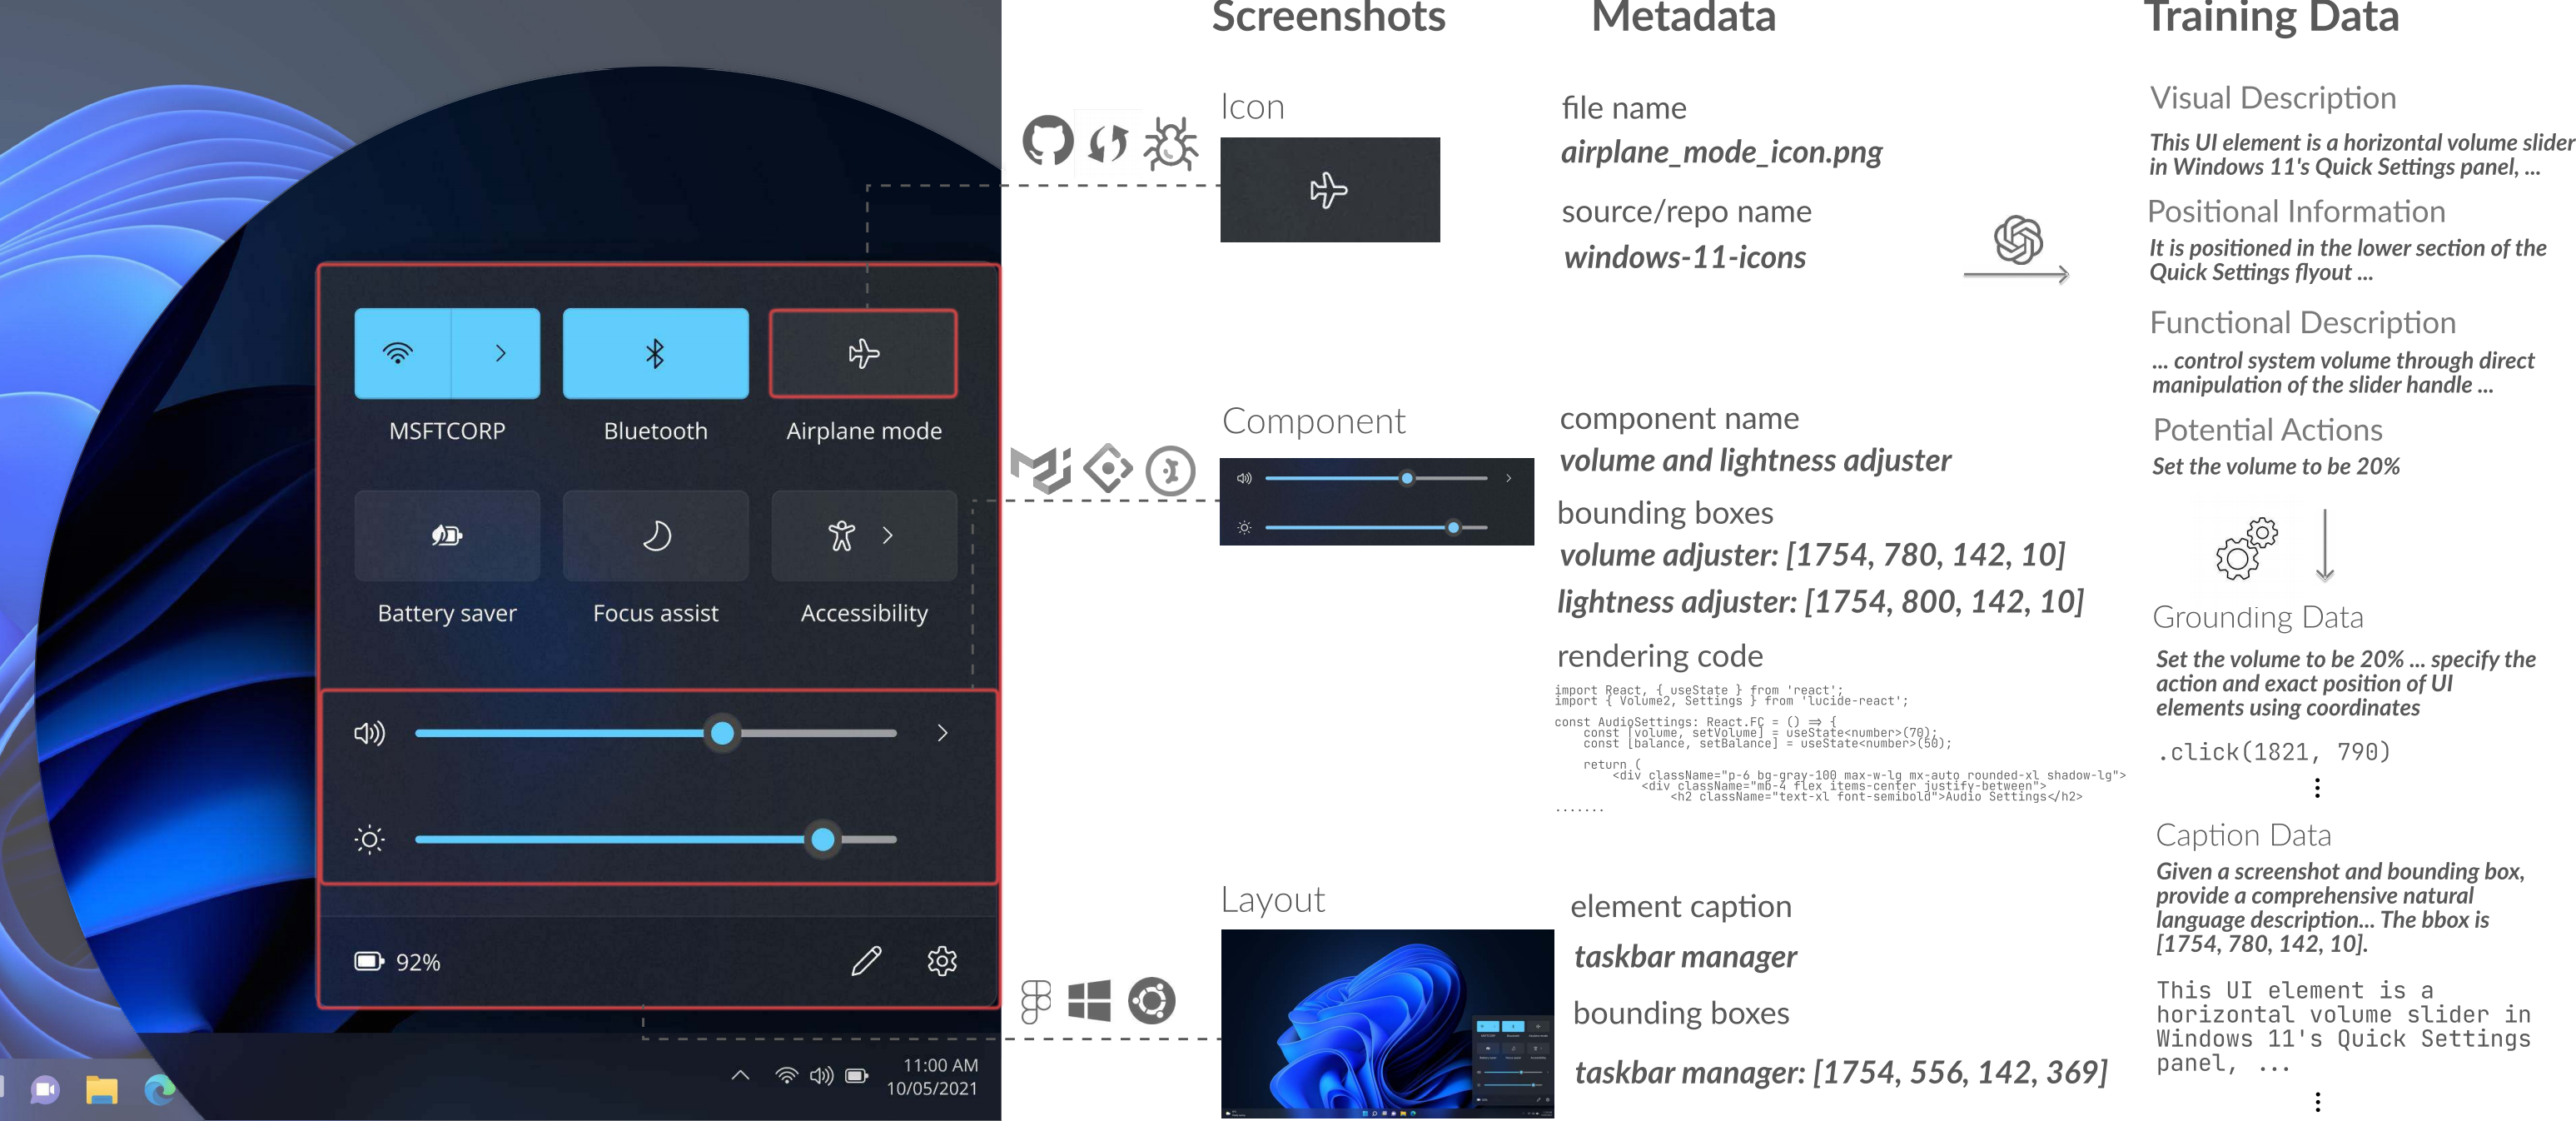 MSFTCORP
Bluetooth
Airplane mode
Battery saver
Focus assist
Accessibility
92%
11:00 AM
10/05/2021
Screenshots
Metadata
Training Data
Icon
file name
airplane_mode_icon.png
source/repo name
windows-11-icons
Component
component name
volume and lightness adjuster
bounding boxes
volume adjuster: [1754, 780, 142, 10]
lightness adjuster: [1754, 800, 142, 10]
rendering code
import React, { useState } from 'react';
import { Volume2, Settings } from 'lucide-react';
const AudioSettings: React.FC = () => {
const [volume, setVolume] = useState<number>(70);
const [balance, setBalance] = useState<number>(50);
return (
<div className="p-6 bg-gray-100 max-w-lg mx-auto rounded-xl shadow-lg">
<div className="mb-4 flex items-center justify-between">
<h2 className="text-xl font-semibold">Audio Settings</h2>
.......
Layout
element caption
taskbar manager
bounding boxes
taskbar manager: [1754, 556, 142, 369]
Visual Description
This UI element is a horizontal volume slider
in Windows 11's Quick Settings panel, ...
Positional Information
It is positioned in the lower section of the
Quick Settings flyout ...
Functional Description
... control system volume through direct
manipulation of the slider handle ...
Potential Actions
Set the volume to be 20%
Grounding Data
Set the volume to be 20% ... specify the
action and exact position of UI
elements using coordinates
.click(1821, 790)
Caption Data
Given a screenshot and bounding box,
provide a comprehensive natural
language description... The bbox is
[1754, 780, 142, 10].
This UI element is a
horizontal volume slider in
Windows 11's Quick Settings
panel, ...